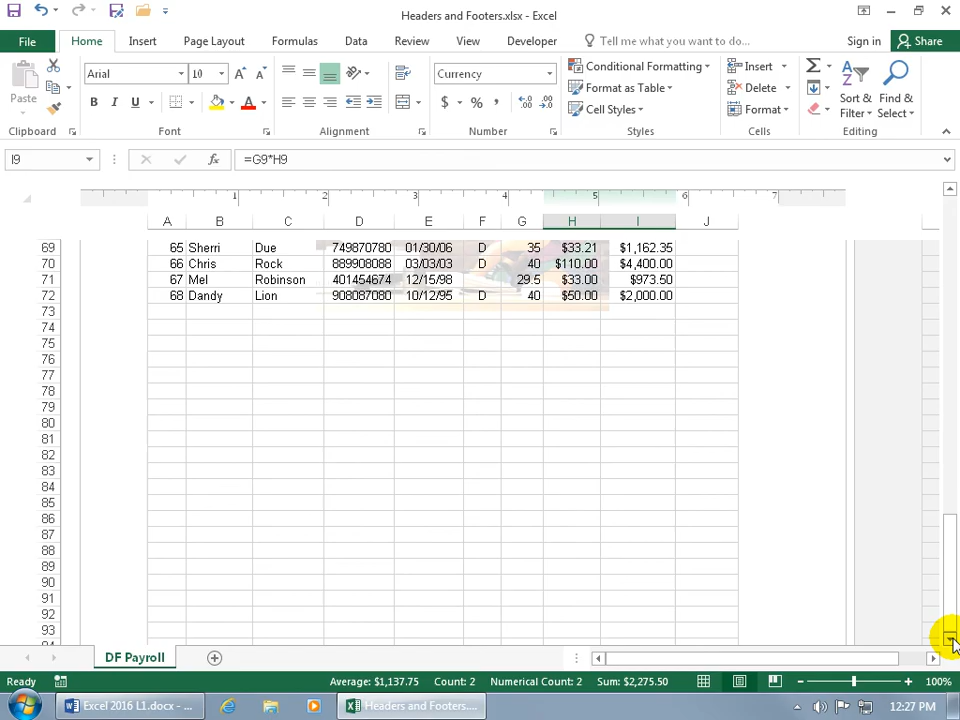 Headers and Footers.xlsx - Excel
File Home Insert Page Layout Formulas Data Review View Developer Tell me what you want to do... Sign in Share
Paste Arial 10 Currency Conditional Formatting Insert
Format as Table Delete Sort & Find &
B I U A $ % , Cell Styles Format Filter Select
Clipboard Font Alignment Number Styles Cells Editing
I9 fx =G9*H9
1 2 3 4 5 6 7
A B C D E F G H I J
69 65 Sherri Due 749870780 01/30/06 D 35 $33.21 $1,162.35
70 66 Chris Rock 889908088 03/03/03 D 40 $110.00 $4,400.00
71 67 Mel Robinson 401454674 12/15/98 29.5 $33.00 $973.50
72 68 Dandy Lion 908087080 10/12/95 D 40 $50.00 $2,000.00
73
74
75
76
77
78
79
80
81
82
83
84
85
86
87
88
89
90
91
92
93
DF Payroll
Ready Average: $1,137.75 Count: 2 Numerical Count: 2 Sum: $2,275.50 100%
Excel 2016 L1.docx - ... Headers and Footers.... 12:27 PM